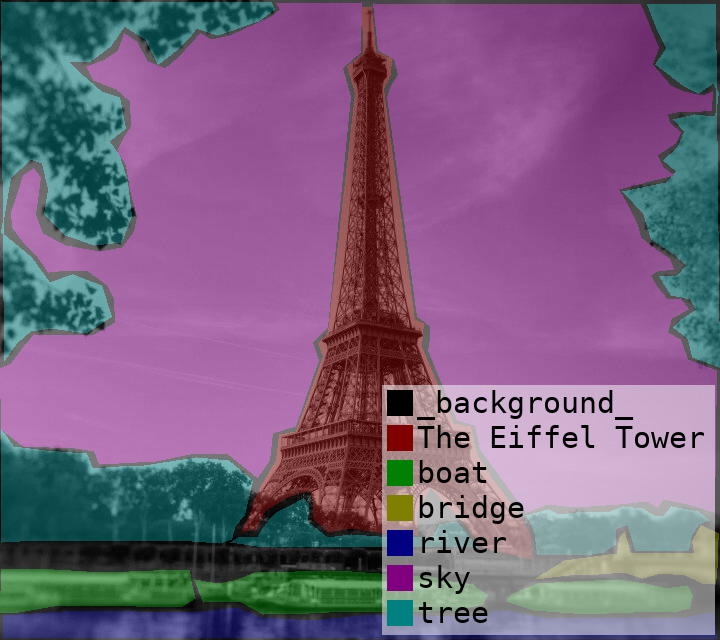 _background_
The Eiffel Tower
boat
bridge
river
sky
tree